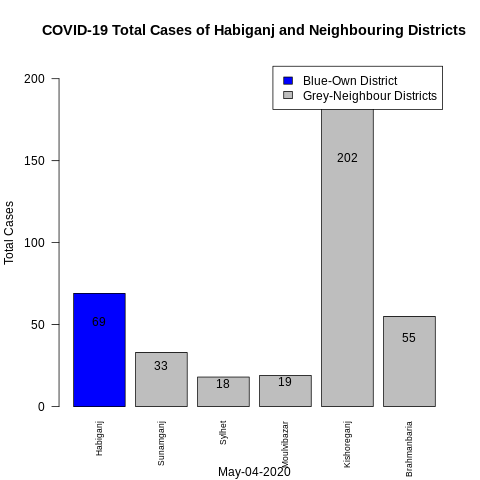 COVID-19 Total Cases of Habiganj and Neighbouring Districts
Blue-Own District
Grey-Neighbour Districts
Total Cases
200
150
100
50
0
69
33
18
19
202
55
Habiganj
Sunamganj
Sylhet
Moulvibazar
Kishoreganj
Brahmanbaria
May-04-2020